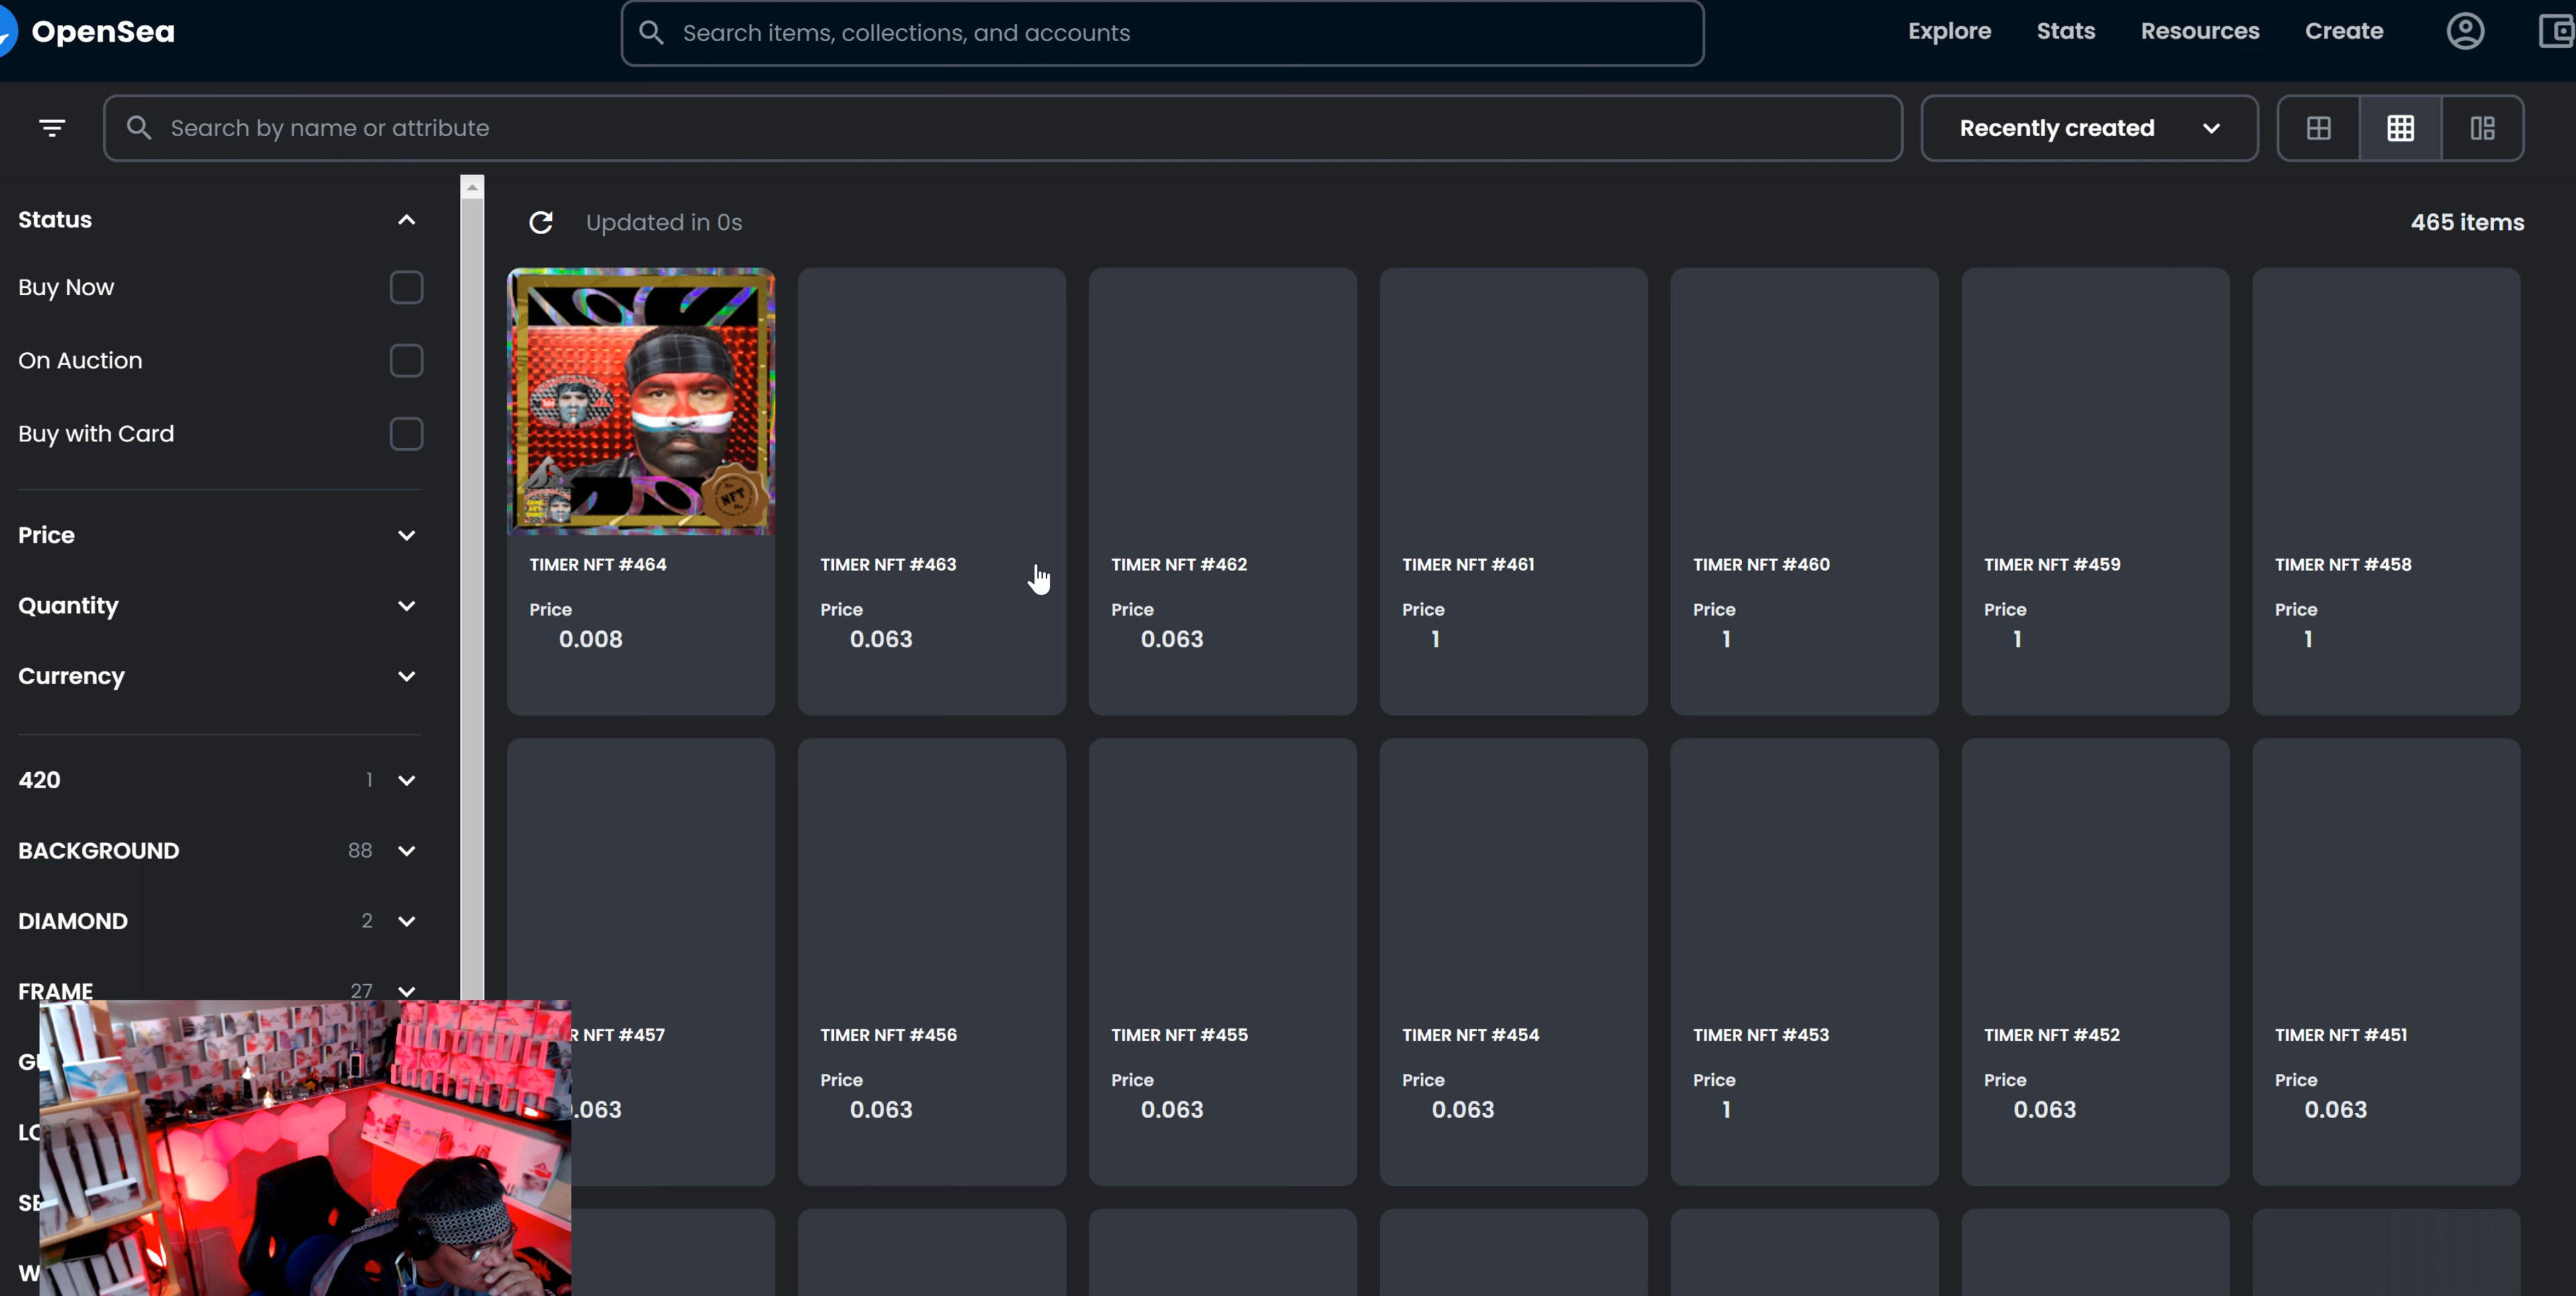 OpenSea
Search items, collections, and accounts
Explore Stats Resources Create
Search by name or attribute
Recently created
Status
Buy Now
On Auction
Buy with Card
Price
Quantity
Currency
420 1
BACKGROUND 88
DIAMOND 2
FRAME 27
Updated in 0s
465 items
NFT
TIMER NFT #464
Price
0.008
TIMER NFT #463
Price
0.063
TIMER NFT #462
Price
0.063
TIMER NFT #461
Price
1
TIMER NFT #460
Price
1
TIMER NFT #459
Price
1
TIMER NFT #458
Price
1
R NFT #457
.063
TIMER NFT #456
Price
0.063
TIMER NFT #455
Price
0.063
TIMER NFT #454
Price
0.063
TIMER NFT #453
Price
1
TIMER NFT #452
Price
0.063
TIMER NFT #451
Price
0.063